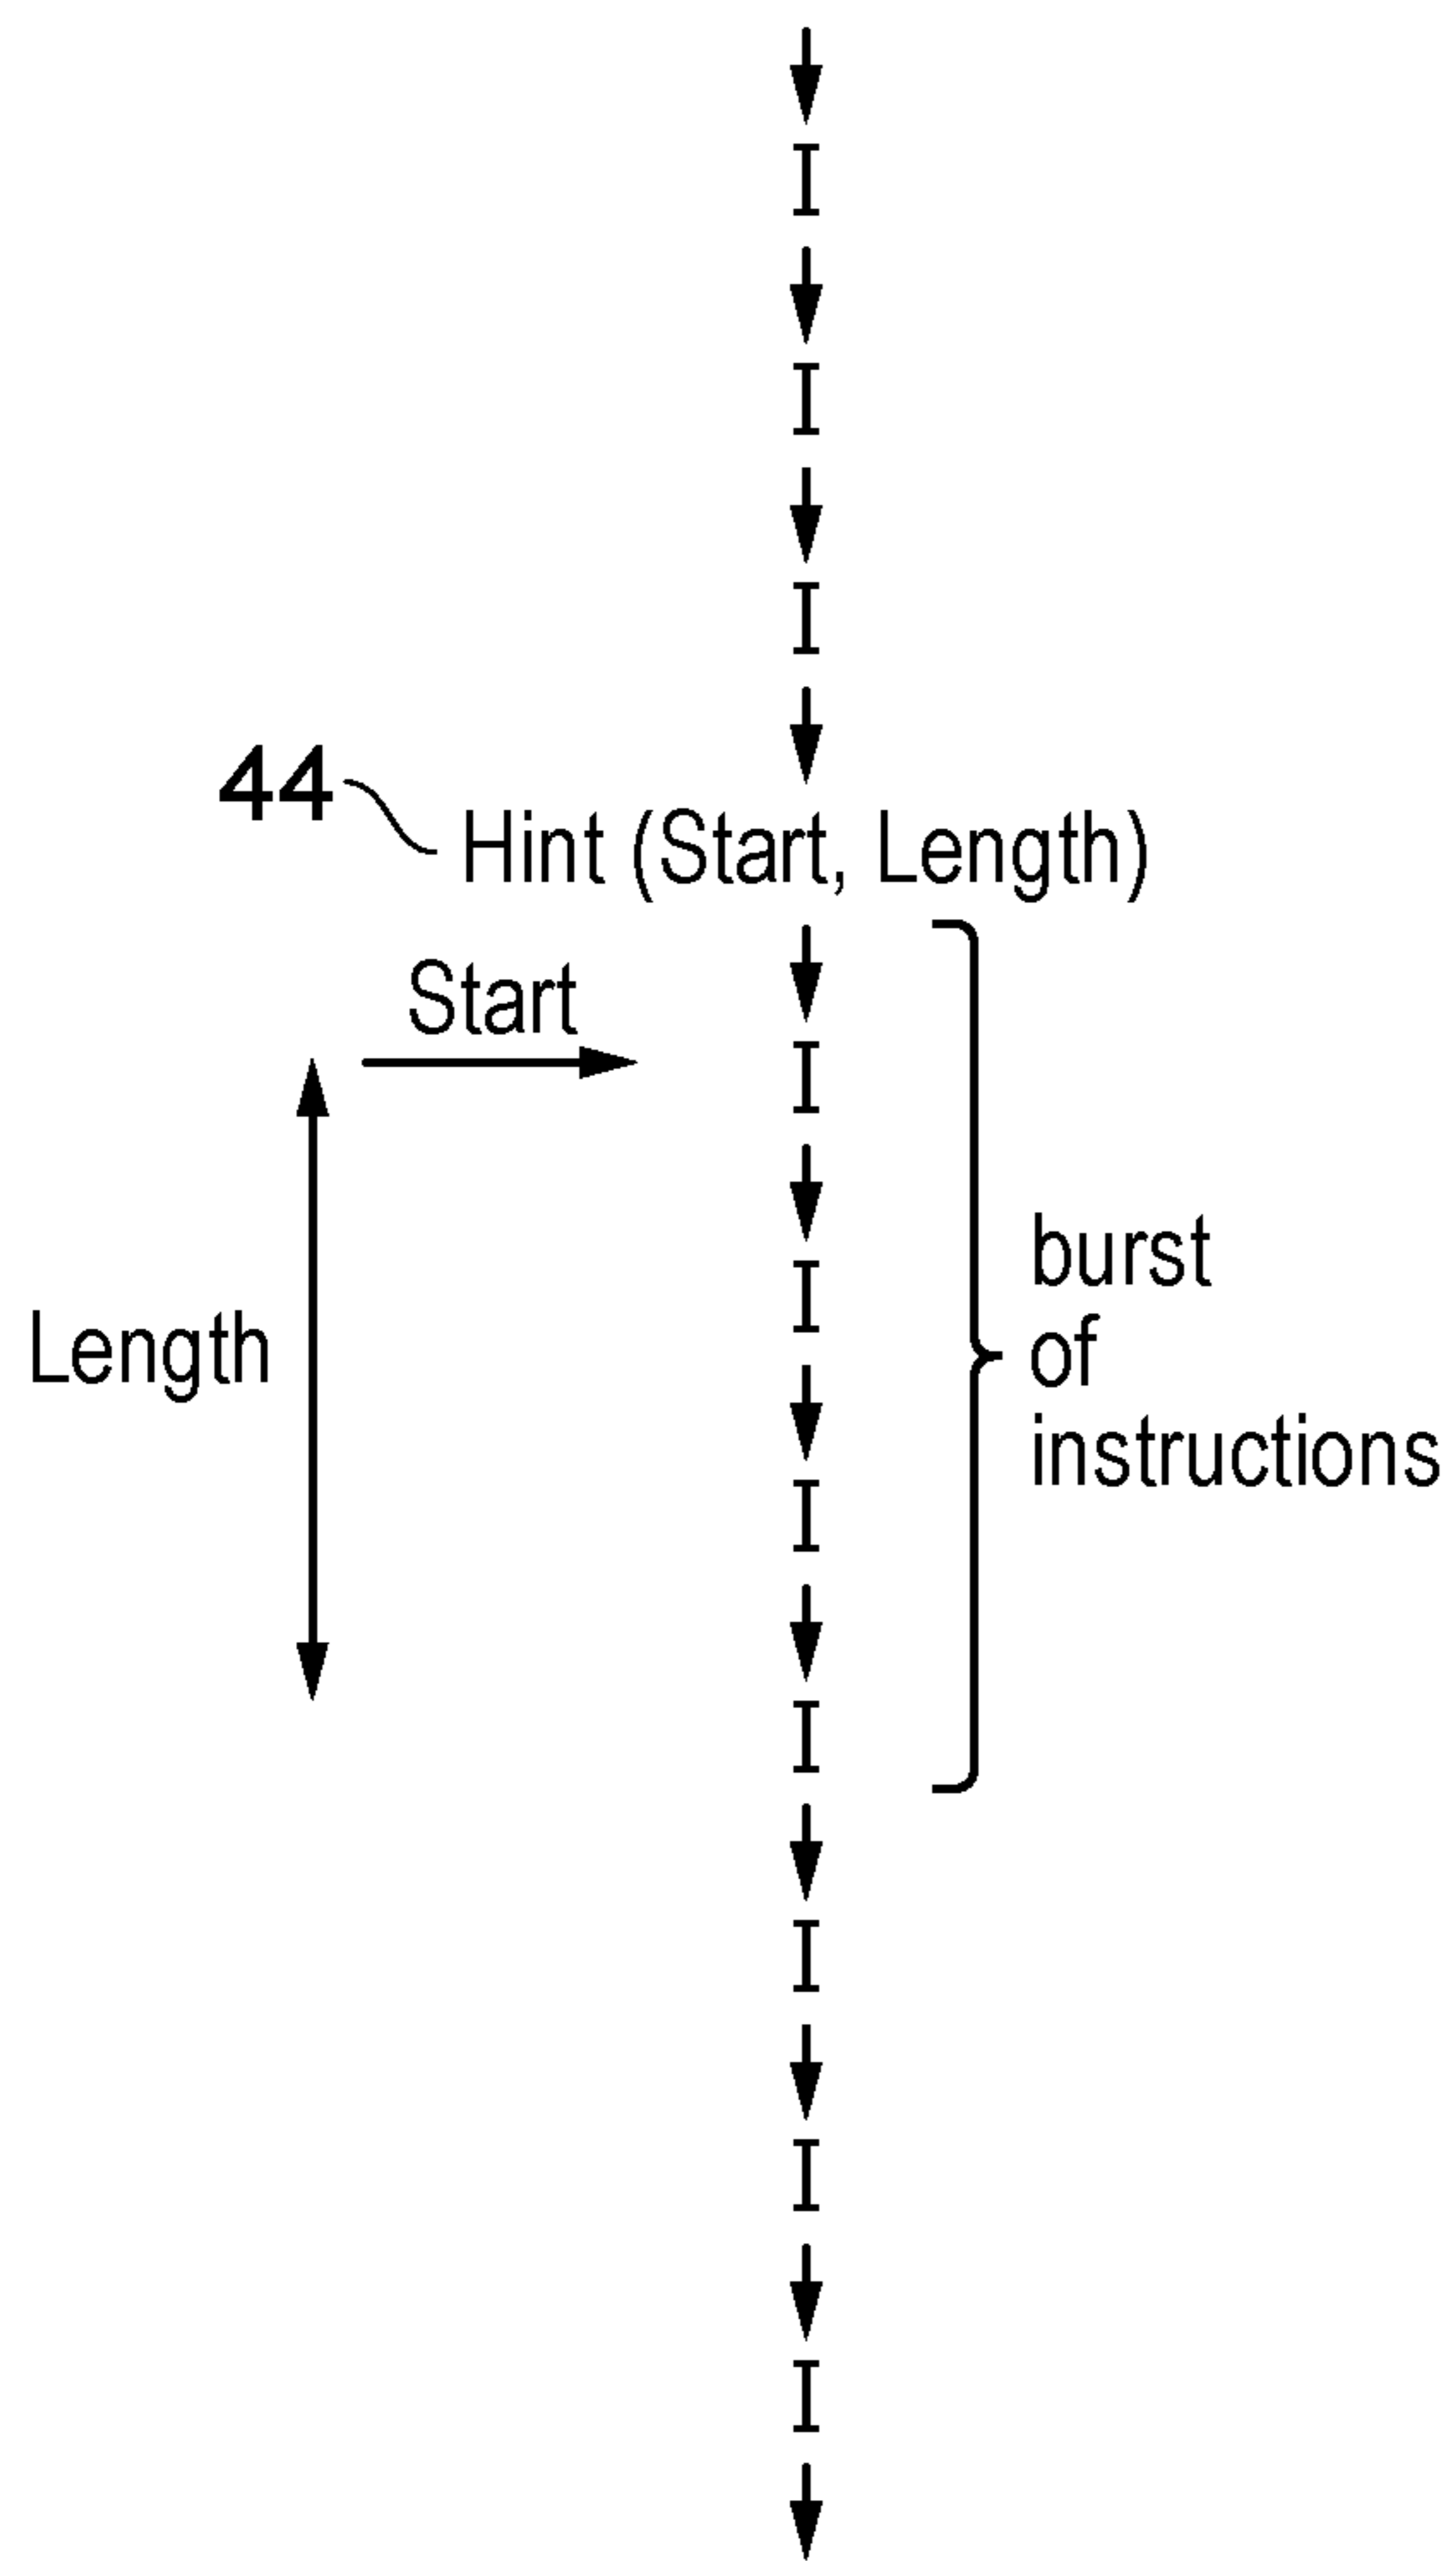 I
I
I
44
Hint (Start, Length)
Start
I
I
Length
burst
of
instructions
I
I
I
I
I